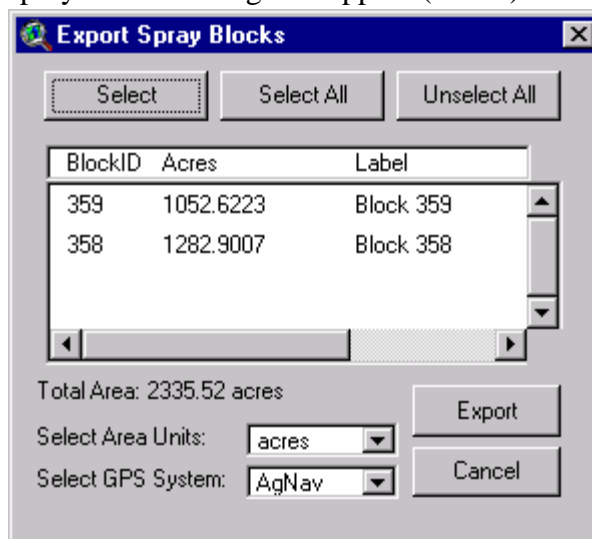 Export Spray Blocks
Select Select All Unselect All
BlockID Acres Label
359 1052.6223 Block 359
358 1282.9007 Block 358
Total Area: 2335.52 acres
Export
Select Area Units: acres
Select GPS System: AgNav
Cancel